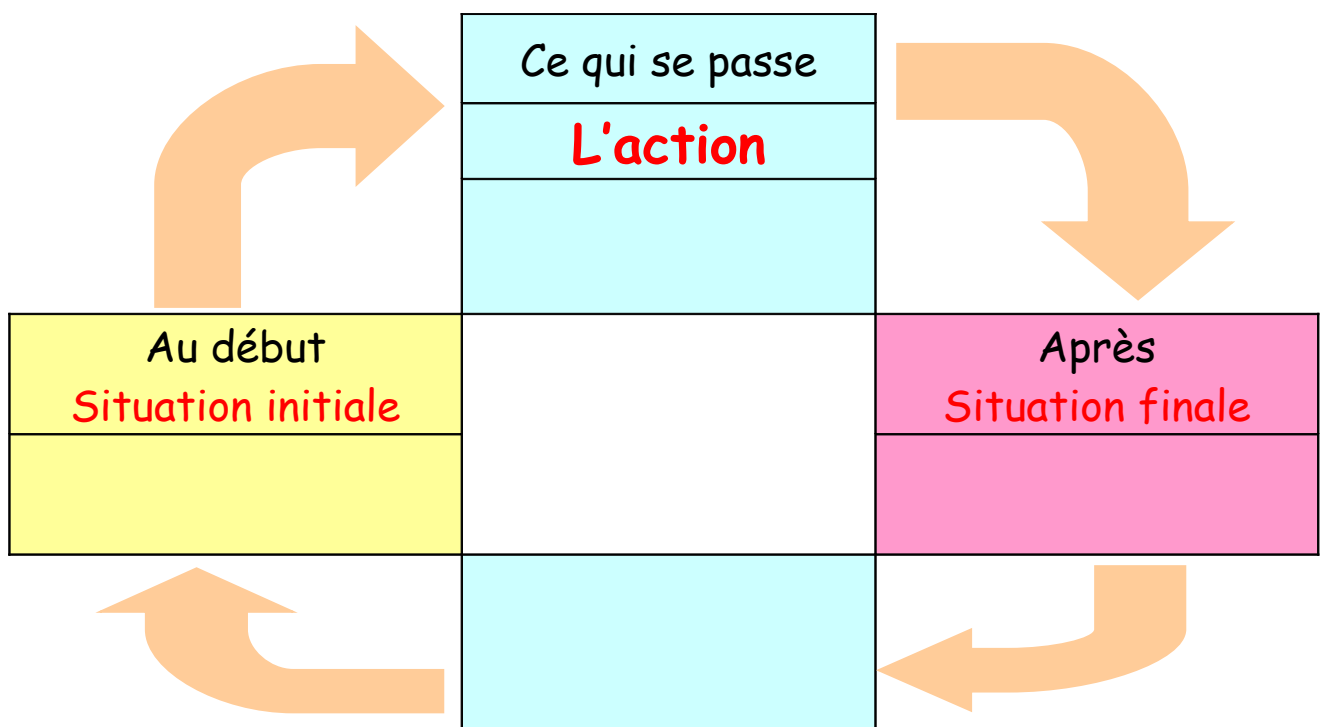 Ce qui se passe
L'action
Au début
Situation initiale
Après
Situation finale